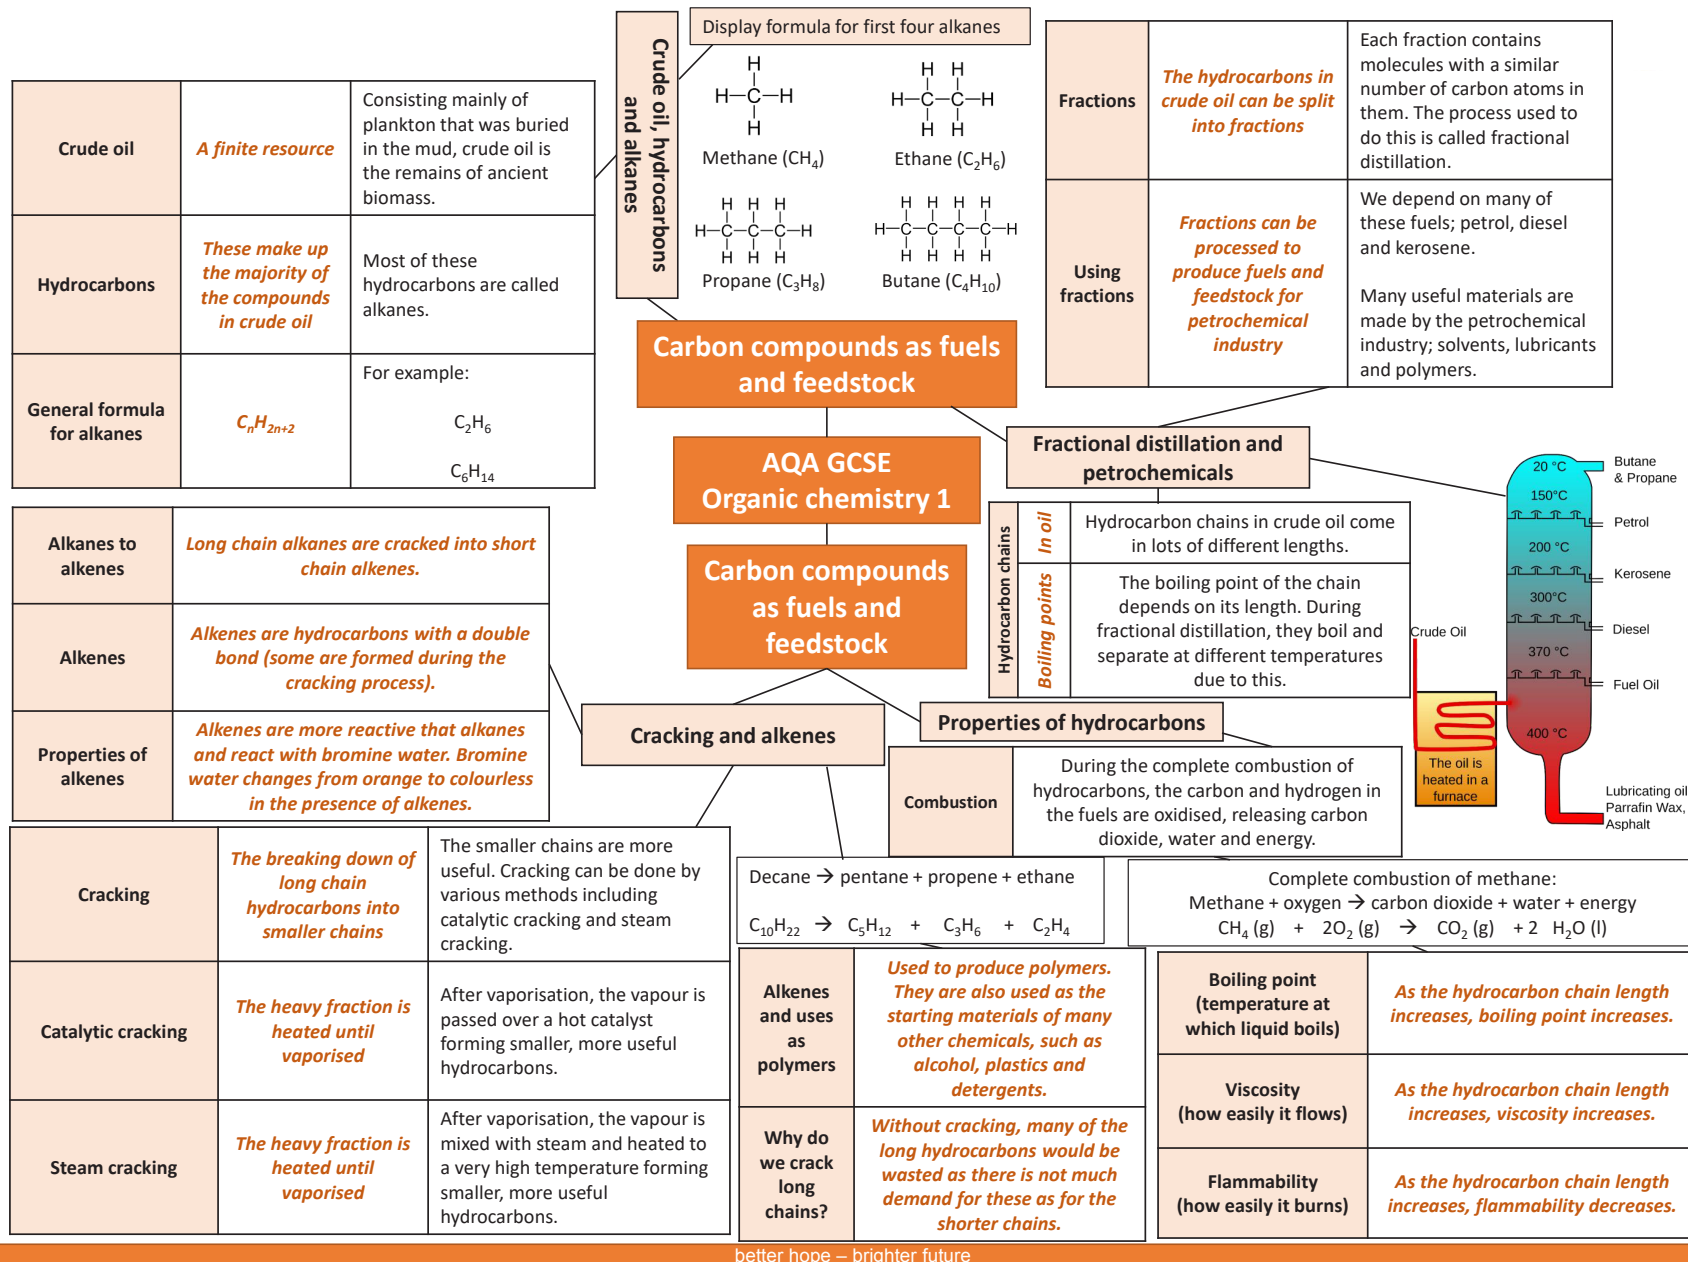 Display formula for first four alkanes
Crude oil, hydrocarbons
and alkanes
H
H–C–H
H
Methane (CH4)
H H
H–C–C–H
H H
Ethane (C2H6)
H H H
H–C–C–C–H
H H H
Propane (C3H8)
H H H H
H–C–C–C–C–H
H H H H
Butane (C4H10)
Crude oil
A finite resource
Consisting mainly of
plankton that was buried
in the mud, crude oil is
the remains of ancient
biomass.
Hydrocarbons
These make up
the majority of
the compounds
in crude oil
Most of these
hydrocarbons are called
alkanes.
General formula
for alkanes
CnH2n+2
For example:
C2H6
C6H14
Fractions
The hydrocarbons in
crude oil can be split
into fractions
Each fraction contains
molecules with a similar
number of carbon atoms in
them. The process used to
do this is called fractional
distillation.
Using
fractions
Fractions can be
processed to
produce fuels and
feedstock for
petrochemical
industry
We depend on many of
these fuels; petrol, diesel
and kerosene.
Many useful materials are
made by the petrochemical
industry; solvents, lubricants
and polymers.
Carbon compounds as fuels
and feedstock
AQA GCSE
Organic chemistry 1
Carbon compounds
as fuels and
feedstock
Fractional distillation and
petrochemicals
Hydrocarbon chains
In oil
Hydrocarbon chains in crude oil come
in lots of different lengths.
Boiling points
The boiling point of the chain
depends on its length. During
fractional distillation, they boil and
separate at different temperatures
due to this.
20 °C
150°C
200 °C
300°C
370 °C
400 °C
Butane
& Propane
Petrol
Kerosene
Diesel
Fuel Oil
Lubricating oil,
Parrafin Wax,
Asphalt
Crude Oil
The oil is
heated in a
furnace
Alkanes to
alkenes
Long chain alkanes are cracked into short
chain alkenes.
Alkenes
Alkenes are hydrocarbons with a double
bond (some are formed during the
cracking process).
Properties of
alkenes
Alkenes are more reactive that alkanes
and react with bromine water. Bromine
water changes from orange to colourless
in the presence of alkenes.
Cracking and alkenes
Properties of hydrocarbons
Combustion
During the complete combustion of
hydrocarbons, the carbon and hydrogen in
the fuels are oxidised, releasing carbon
dioxide, water and energy.
Cracking
The breaking down of
long chain
hydrocarbons into
smaller chains
The smaller chains are more
useful. Cracking can be done by
various methods including
catalytic cracking and steam
cracking.
Catalytic cracking
The heavy fraction is
heated until
vaporised
After vaporisation, the vapour is
passed over a hot catalyst
forming smaller, more useful
hydrocarbons.
Steam cracking
The heavy fraction is
heated until
vaporised
After vaporisation, the vapour is
mixed with steam and heated to
a very high temperature forming
smaller, more useful
hydrocarbons.
Decane → pentane + propene + ethane
C10H22 → C5H12 + C3H6 + C2H4
Complete combustion of methane:
Methane + oxygen → carbon dioxide + water + energy
CH4 (g) + 2O2 (g) → CO2 (g) + 2 H2O (l)
Alkenes
and uses
as
polymers
Used to produce polymers.
They are also used as the
starting materials of many
other chemicals, such as
alcohol, plastics and
detergents.
Why do
we crack
long
chains?
Without cracking, many of the
long hydrocarbons would be
wasted as there is not much
demand for these as for the
shorter chains.
Boiling point
(temperature at
which liquid boils)
As the hydrocarbon chain length
increases, boiling point increases.
Viscosity
(how easily it flows)
As the hydrocarbon chain length
increases, viscosity increases.
Flammability
(how easily it burns)
As the hydrocarbon chain length
increases, flammability decreases.
better hope – brighter future